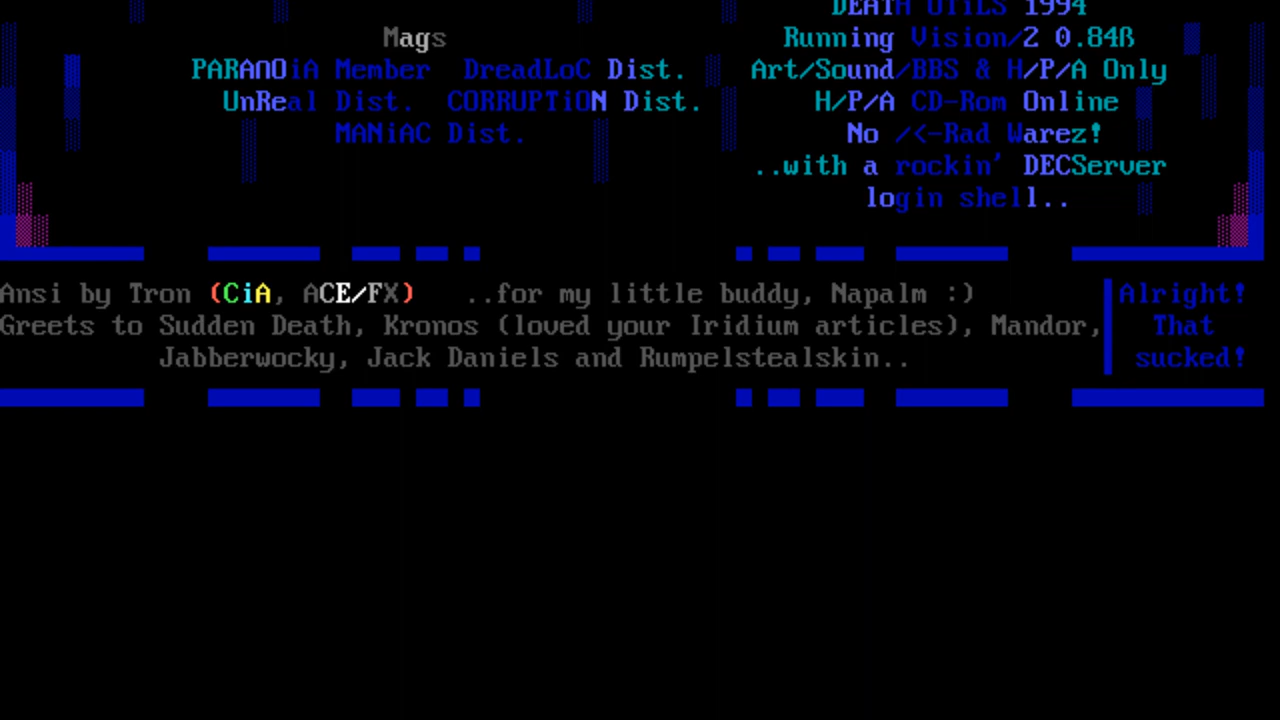 DEATH UTiLS 1994
Mags
Running Vision/2 0.84ß
PARANOiA Member  DreadLoC Dist.
Art/Sound/BBS & H/P/A Only
UnReal Dist.  CORRUPTiON Dist.
H/P/A CD-Rom Online
MANiAC Dist.
No /<-Rad Warez!
..with a rockin' DECServer
login shell..
Ansi by Tron (CiA, ACE/FX)   ..for my little buddy, Napalm :)
Greets to Sudden Death, Kronos (loved your Iridium articles), Mandor,
Jabberwocky, Jack Daniels and Rumpelstealskin..
Alright!
That
sucked!